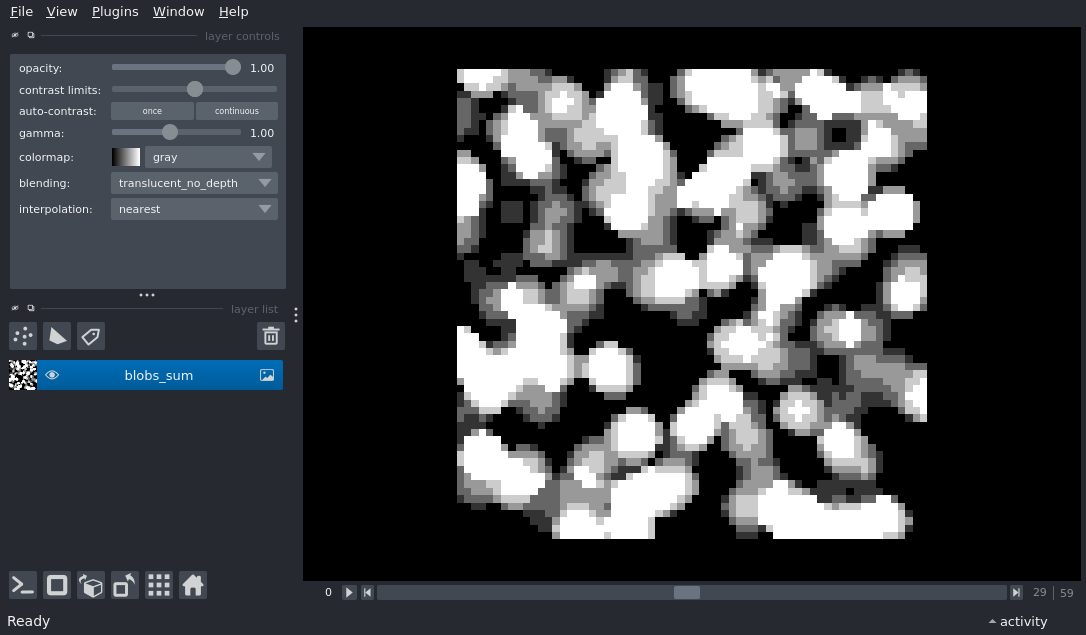 File View Plugins Window Help
layer controls
opacity: 1.00
contrast limits:
auto-contrast: once continuous
gamma: 1.00
colormap: gray
blending: translucent_no_depth
interpolation: nearest
layer list
blobs_sum
0 29 59
Ready activity